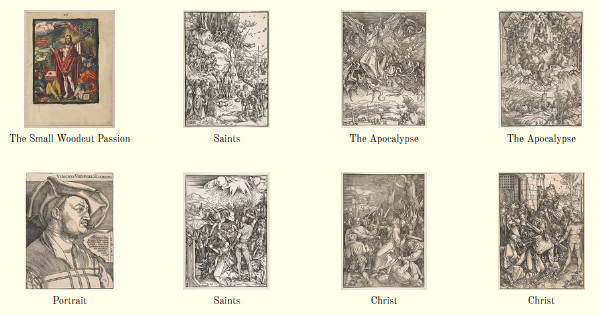 The Small Woodcut Passion
Saints
The Apocalypse
The Apocalypse
Portrait
Saints
Christ
Christ